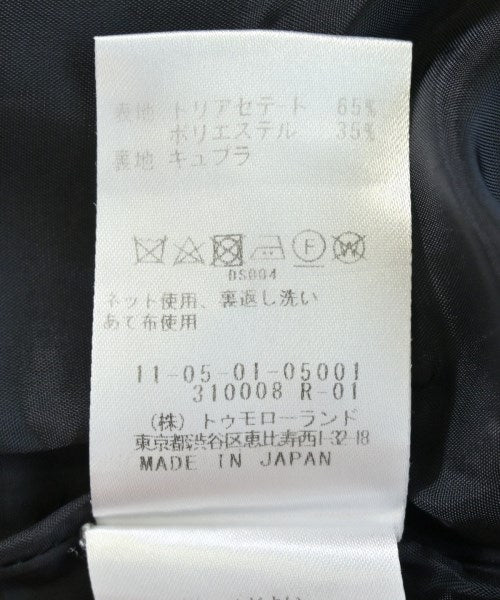 表地 トリアセテート 65%
ポリエステル 35%
裏地 キュプラ
F W
DS004
ネット使用、裏返し洗い
あて布使用
11-05-01-05001
310008 R-01
(株) トゥモローランド
東京都渋谷区恵比寿西1-32-18
MADE IN JAPAN